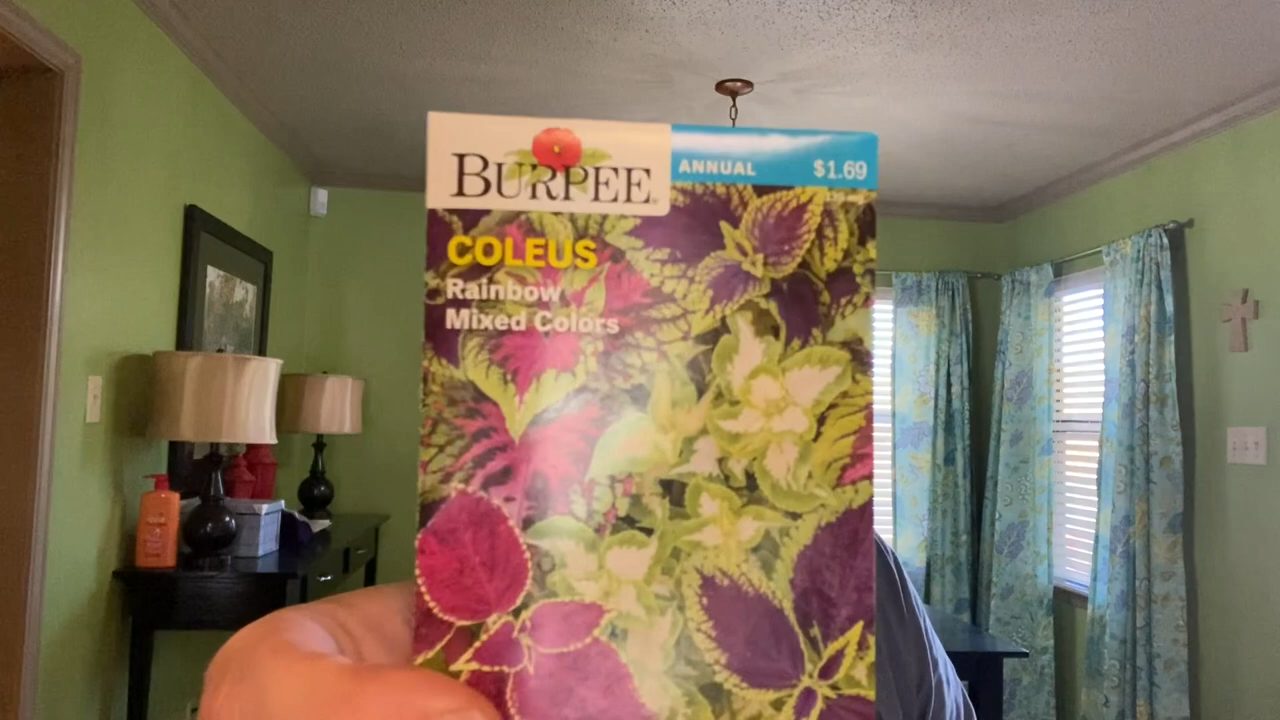 BURPEE
ANNUAL $1.69
COLEUS
Rainbow
Mixed Colors